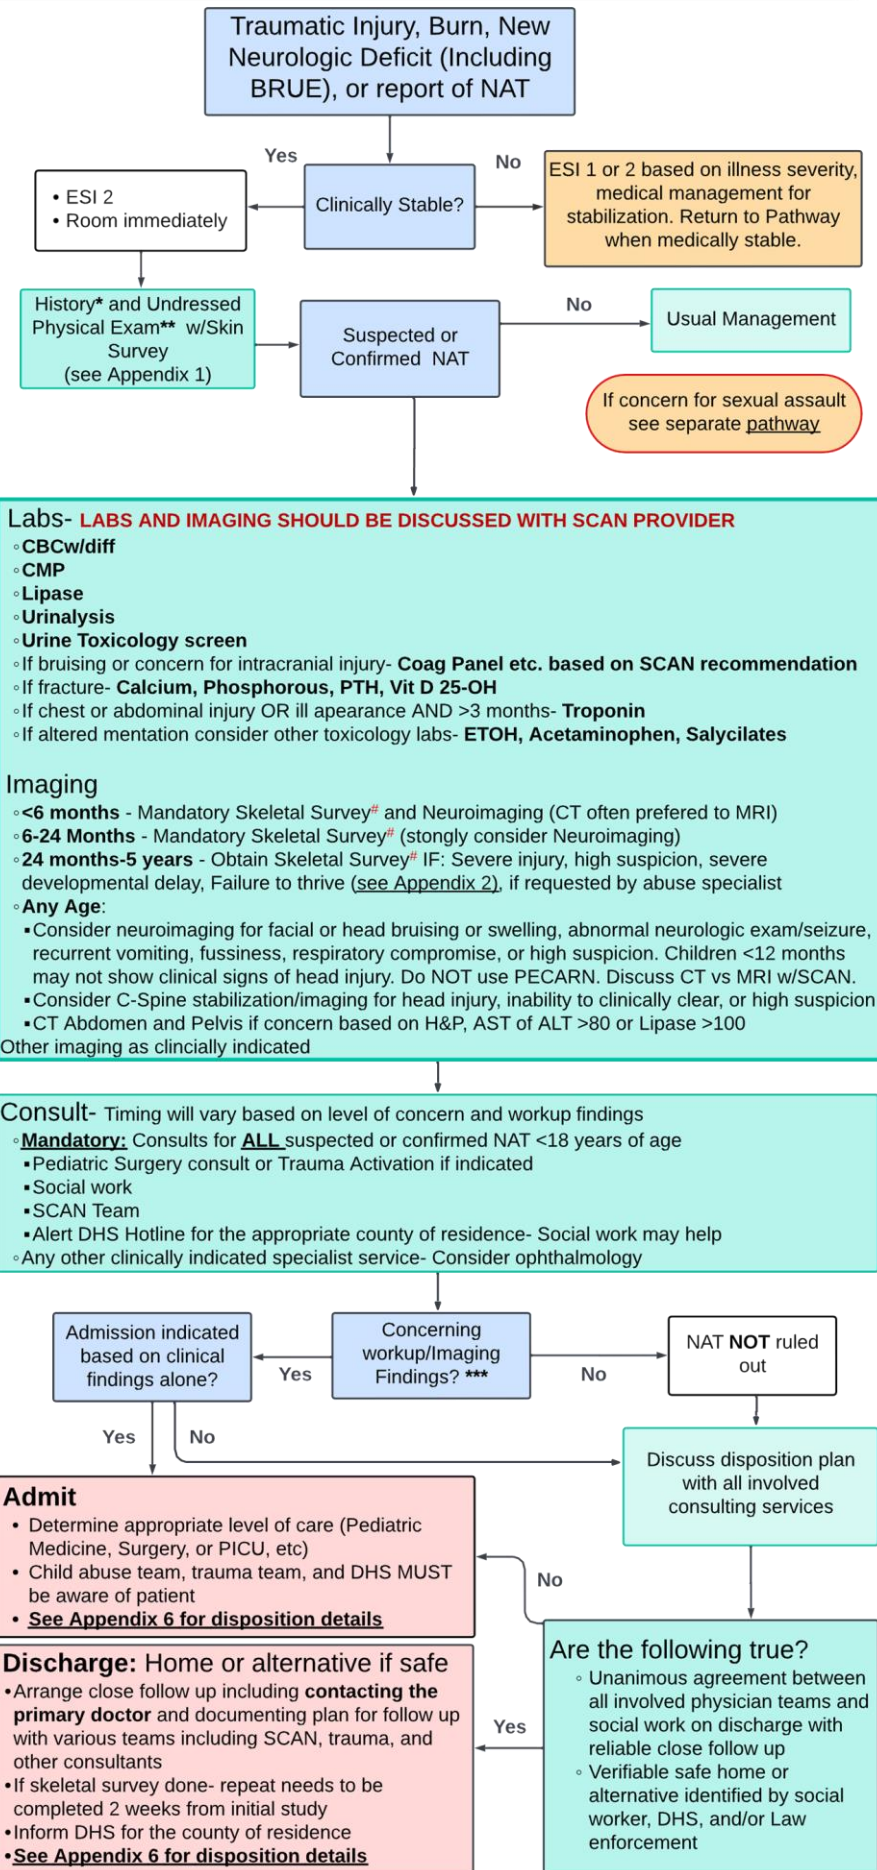 Traumatic Injury, Burn, New
Neurologic Deficit (Including
BRUE), or report of NAT
Yes
No
• ESI 2
• Room immediately
Clinically Stable?
ESI 1 or 2 based on illness severity,
medical management for
stabilization. Return to Pathway
when medically stable.
History* and Undressed
Physical Exam** w/Skin
Survey
(see Appendix 1)
Suspected or
Confirmed NAT
No
Usual Management
If concern for sexual assault
see separate pathway
Labs- LABS AND IMAGING SHOULD BE DISCUSSED WITH SCAN PROVIDER
◦CBCw/diff
◦CMP
◦Lipase
◦Urinalysis
◦Urine Toxicology screen
◦If bruising or concern for intracranial injury- Coag Panel etc. based on SCAN recommendation
◦If fracture- Calcium, Phosphorous, PTH, Vit D 25-OH
◦If chest or abdominal injury OR ill apearance AND >3 months- Troponin
◦If altered mentation consider other toxicology labs- ETOH, Acetaminophen, Salycilates
Imaging
◦<6 months - Mandatory Skeletal Survey# and Neuroimaging (CT often prefered to MRI)
◦6-24 Months - Mandatory Skeletal Survey# (stongly consider Neuroimaging)
◦24 months-5 years - Obtain Skeletal Survey# IF: Severe injury, high suspicion, severe
developmental delay, Failure to thrive (see Appendix 2), if requested by abuse specialist
◦Any Age:
▪Consider neuroimaging for facial or head bruising or swelling, abnormal neurologic exam/seizure,
recurrent vomiting, fussiness, respiratory compromise, or high suspicion. Children <12 months
may not show clinical signs of head injury. Do NOT use PECARN. Discuss CT vs MRI w/SCAN.
▪Consider C-Spine stabilization/imaging for head injury, inability to clinically clear, or high suspicion
▪CT Abdomen and Pelvis if concern based on H&P, AST of ALT >80 or Lipase >100
Other imaging as clincially indicated
Consult- Timing will vary based on level of concern and workup findings
◦Mandatory: Consults for ALL suspected or confirmed NAT <18 years of age
▪Pediatric Surgery consult or Trauma Activation if indicated
▪Social work
▪SCAN Team
▪Alert DHS Hotline for the appropriate county of residence- Social work may help
◦Any other clinically indicated specialist service- Consider ophthalmology
Admission indicated
based on clinical
findings alone?
Yes
Concerning
workup/Imaging
Findings? ***
No
NAT NOT ruled
out
Yes
No
Discuss disposition plan
with all involved
consulting services
Admit
• Determine appropriate level of care (Pediatric
Medicine, Surgery, or PICU, etc)
• Child abuse team, trauma team, and DHS MUST
be aware of patient
• See Appendix 6 for disposition details
No
Are the following true?
◦ Unanimous agreement between
all involved physician teams and
social work on discharge with
reliable close follow up
◦ Verifiable safe home or
alternative identified by social
worker, DHS, and/or Law
enforcement
Yes
Discharge: Home or alternative if safe
•Arrange close follow up including contacting the
primary doctor and documenting plan for follow up
with various teams including SCAN, trauma, and
other consultants
•If skeletal survey done- repeat needs to be
completed 2 weeks from initial study
•Inform DHS for the county of residence
•See Appendix 6 for disposition details